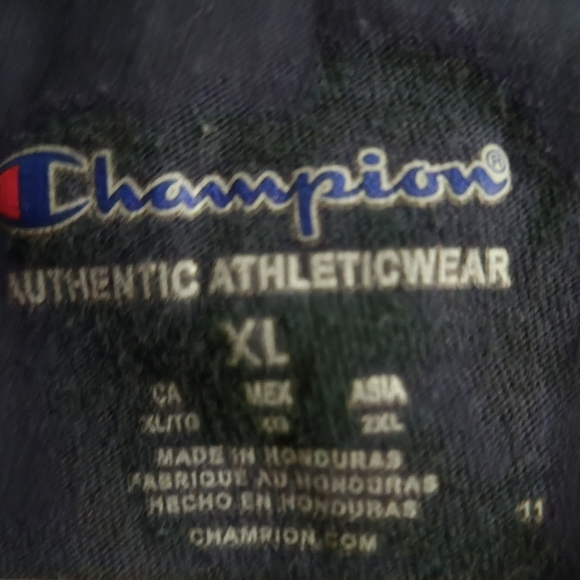 Champion®
AUTHENTIC ATHLETICWEAR
XL
CA MEX ASIA
XL/TG XG 2XL
MADE IN HONDURAS
FABRIQUÉ AU HONDURAS
HECHO EN HONDURAS
11
CHAMPION.COM